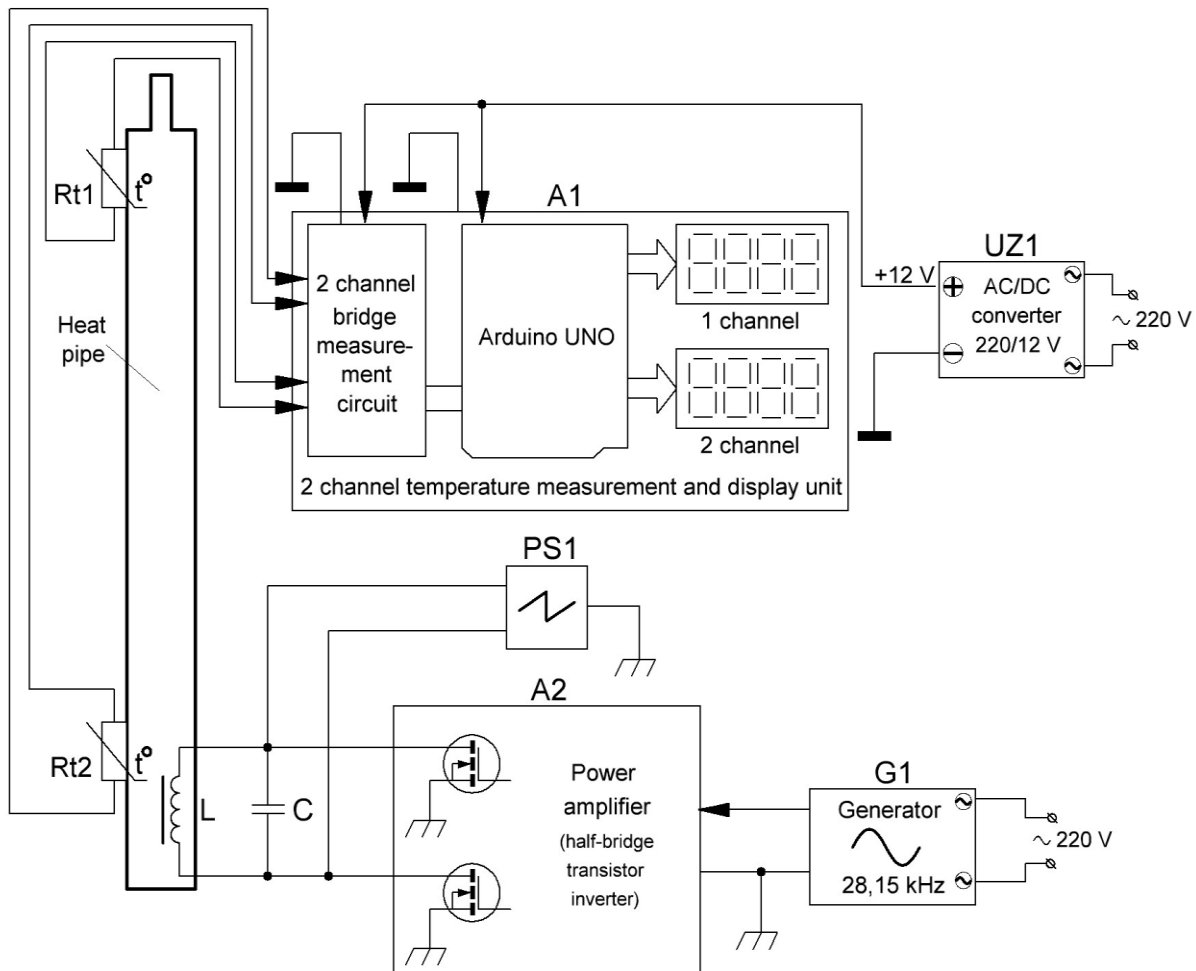 A1
Rt1
t°
UZ1
+12 V
AC/DC
converter
220/12 V
~ 220 V
2 channel
bridge
measure-
ment
circuit
Arduino UNO
1 channel
2 channel
Heat
pipe
2 channel temperature measurement and display unit
PS1
A2
Rt2
t°
L
C
Power
amplifier
(half-bridge
transistor
inverter)
G1
Generator
28,15 kHz
~ 220 V